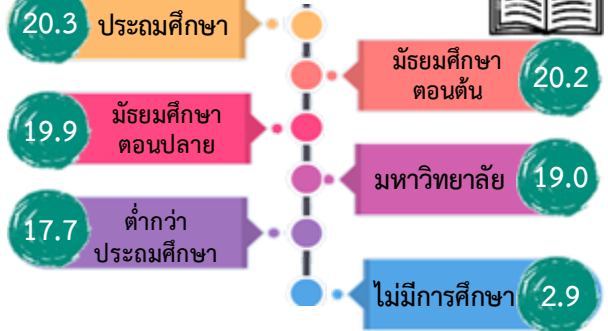 20.3 ประถมศึกษา
มัธยมศึกษา
ตอนต้น
20.2
19.9
มัธยมศึกษา
ตอนปลาย
มหาวิทยาลัย 19.0
17.7
ต่ำกว่า
ประถมศึกษา
ไม่มีการศึกษา 2.9